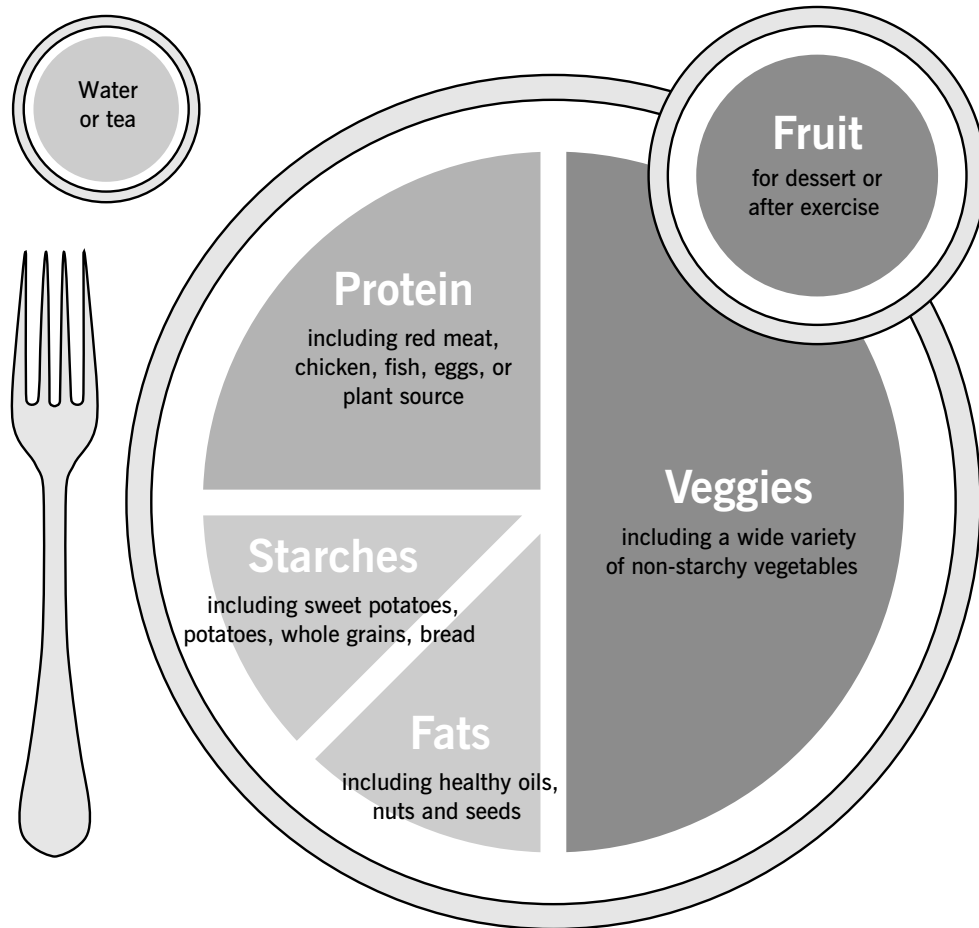 Water
or tea
Fruit
for dessert or
after exercise
Protein
including red meat,
chicken, fish, eggs, or
plant source
Veggies
including a wide variety
of non-starchy vegetables
Starches
including sweet potatoes,
potatoes, whole grains, bread
Fats
including healthy oils,
nuts and seeds